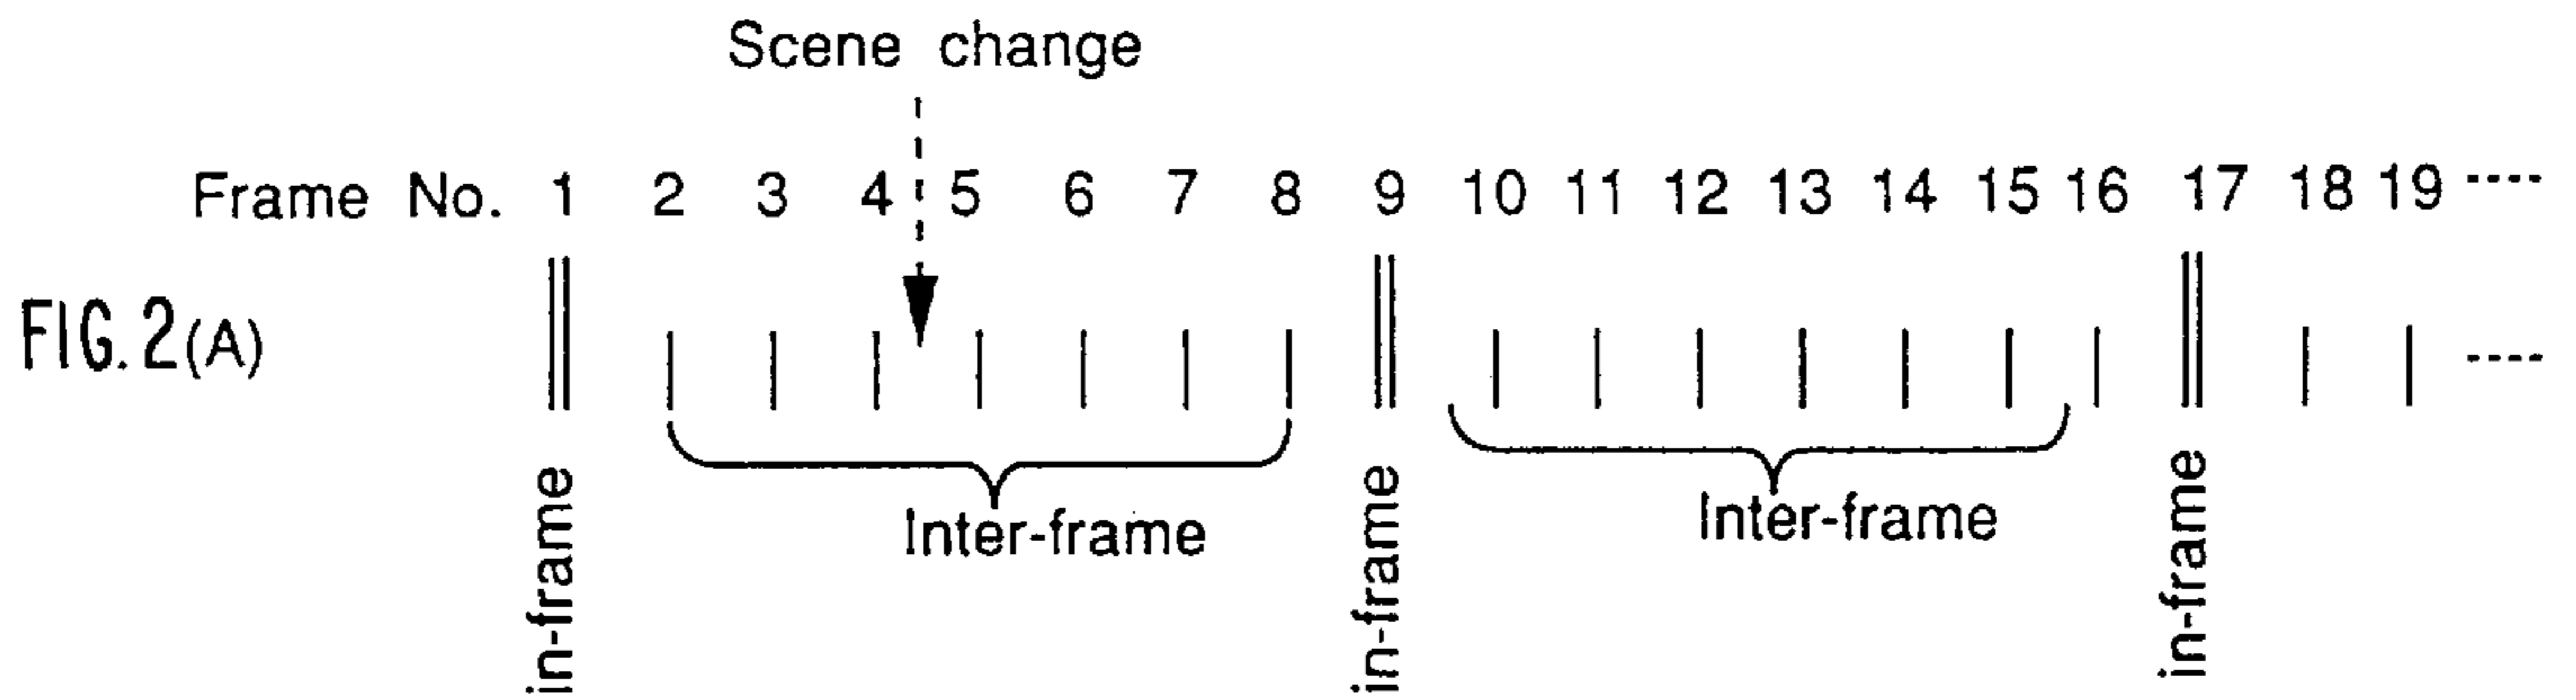 Scene change
Frame No. 1 2 3 4 5 6 7 8 9 10 11 12 13 14 15 16 17 18 19 ----
FIG. 2 (A)
----
in-frame
Inter-frame
in-frame
Inter-frame
in-frame